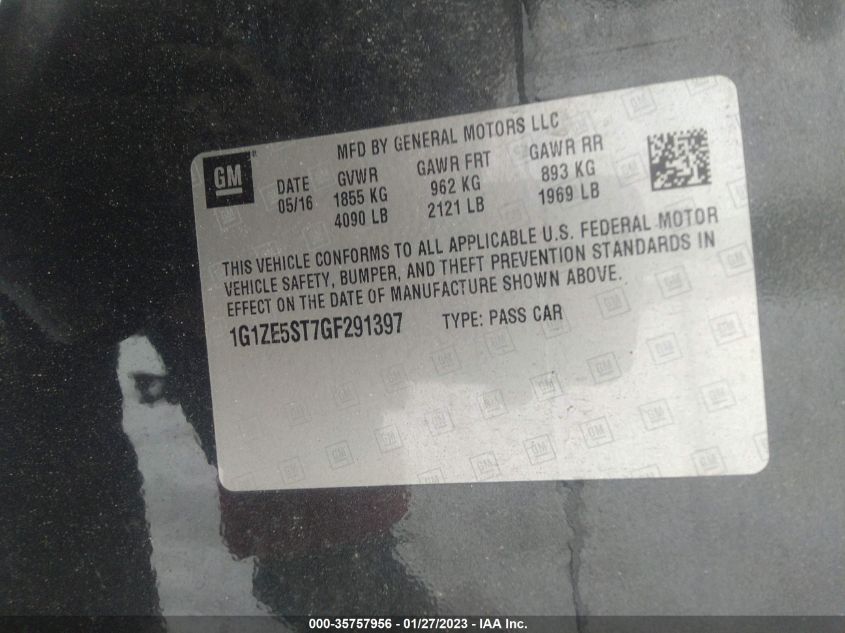 MFD BY GENERAL MOTORS LLC
GM
DATE GVWR GAWR FRT GAWR RR
05/16 1855 KG 962 KG 893 KG
4090 LB 2121 LB 1969 LB
THIS VEHICLE CONFORMS TO ALL APPLICABLE U.S. FEDERAL MOTOR
VEHICLE SAFETY, BUMPER, AND THEFT PREVENTION STANDARDS IN
EFFECT ON THE DATE OF MANUFACTURE SHOWN ABOVE.
1G1ZE5ST7GF291397 TYPE: PASS CAR
000-35757956 - 01/27/2023 - IAA Inc.